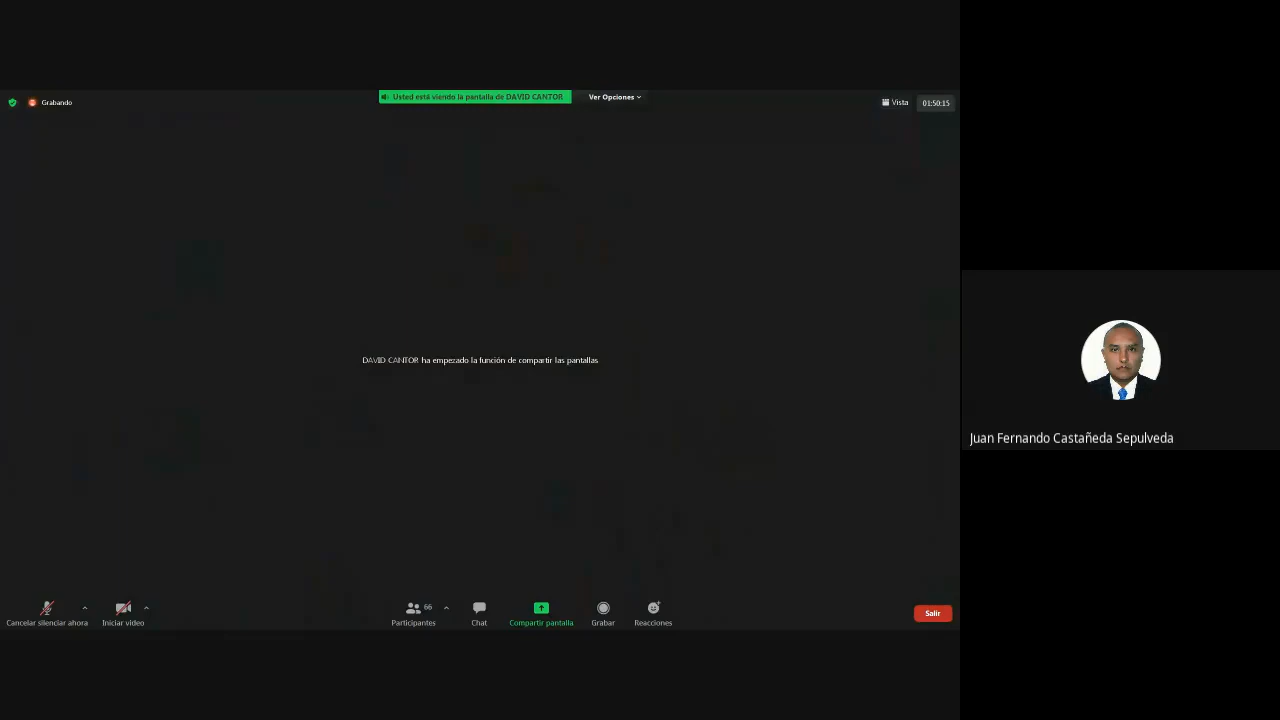 Grabando
Usted está viendo la pantalla de DAVID CANTOR
Ver Opciones
Vista
01:50:15
DAVID CANTOR ha empezado la función de compartir las pantallas
Juan Fernando Castañeda Sepulveda
Cancelar silenciar ahora
Iniciar video
66
Participantes
Chat
Compartir pantalla
Grabar
Reacciones
Salir